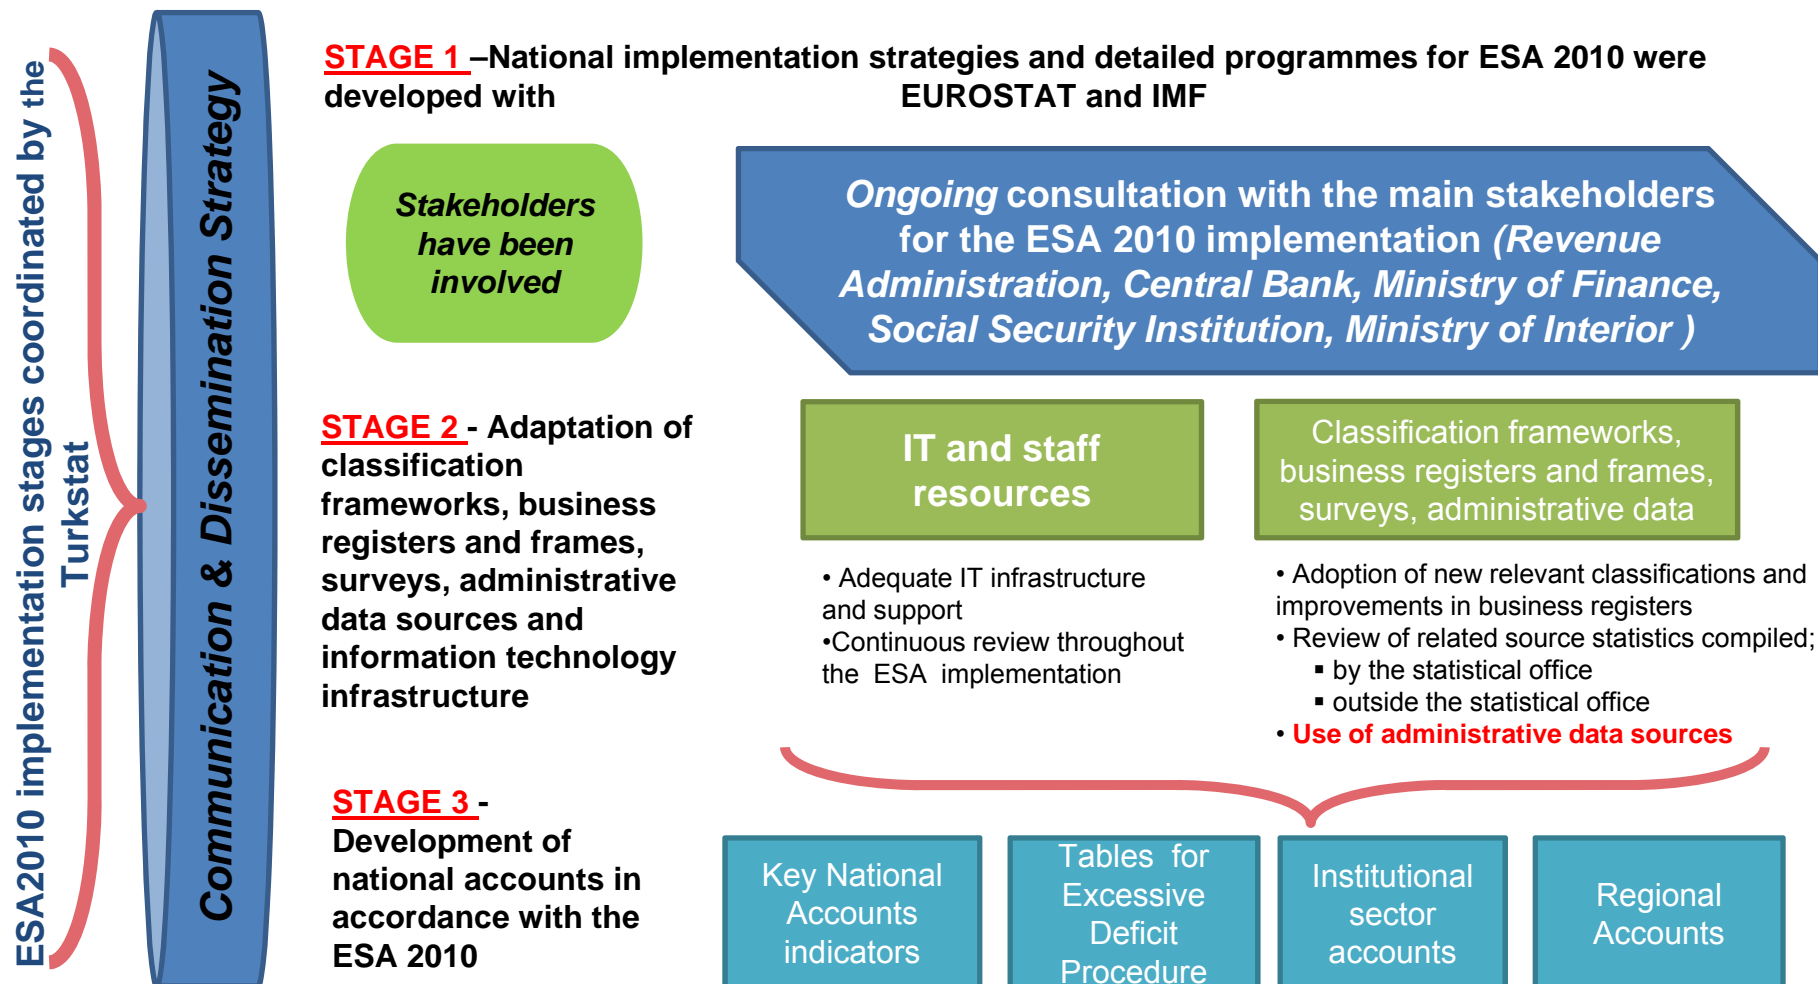 ESA2010 implementation stages coordinated by the
Turkstat
Communication & Dissemination Strategy
STAGE 1 –National implementation strategies and detailed programmes for ESA 2010 were
developed with EUROSTAT and IMF
Stakeholders
have been
involved
Ongoing consultation with the main stakeholders
for the ESA 2010 implementation (Revenue
Administration, Central Bank, Ministry of Finance,
Social Security Institution, Ministry of Interior )
STAGE 2 - Adaptation of
classification
frameworks, business
registers and frames,
surveys, administrative
data sources and
information technology
infrastructure
IT and staff
resources
• Adequate IT infrastructure
and support
•Continuous review throughout
the ESA implementation
Classification frameworks,
business registers and frames,
surveys, administrative data
• Adoption of new relevant classifications and
improvements in business registers
• Review of related source statistics compiled;
▪ by the statistical office
▪ outside the statistical office
• Use of administrative data sources
STAGE 3 -
Development of
national accounts in
accordance with the
ESA 2010
Key National
Accounts
indicators
Tables for
Excessive
Deficit
Procedure
Institutional
sector
accounts
Regional
Accounts